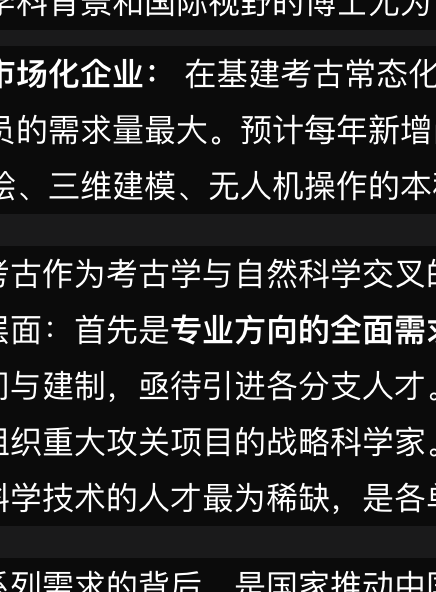 学科背景和国际视野的博士尤为
市场化企业： 在基建考古常态化
员的需求量最大。预计每年新增
绘、三维建模、无人机操作的本科
考古作为考古学与自然科学交叉的
层面：首先是专业方向的全面需求
门与建制，亟待引进各分支人才。
组织重大攻关项目的战略科学家。
科学技术的人才最为稀缺，是各单
系列需求的背后，是国家推动中国